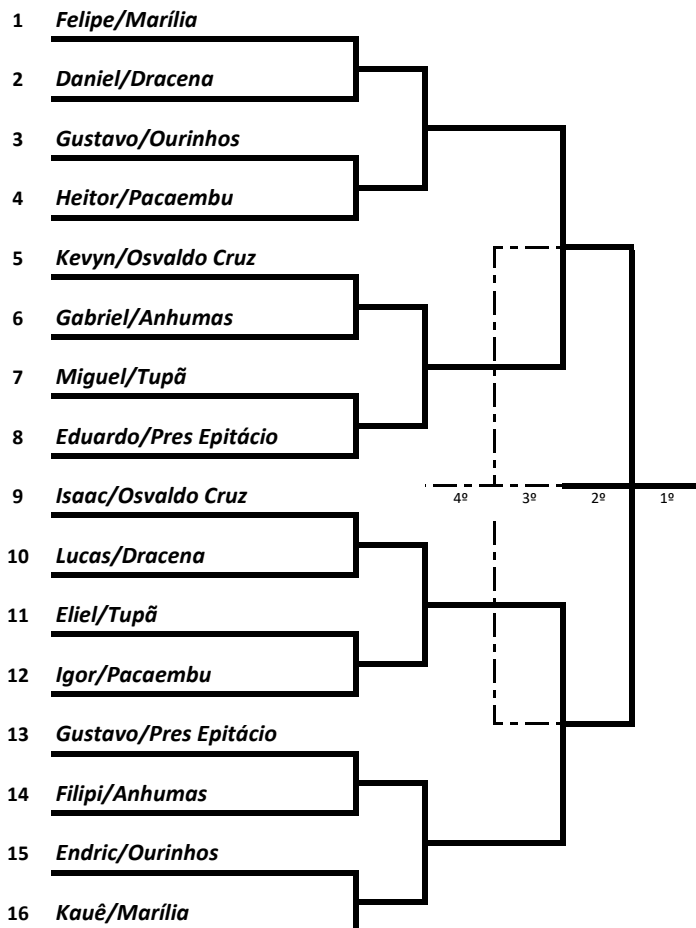 1 Felipe/Marília
2 Daniel/Dracena
3 Gustavo/Ourinhos
4 Heitor/Pacaembu
5 Kevyn/Osvaldo Cruz
6 Gabriel/Anhumas
7 Miguel/Tupã
8 Eduardo/Pres Epitácio
9 Isaac/Osvaldo Cruz
4º 3º 2º 1º
10 Lucas/Dracena
11 Eliel/Tupã
12 Igor/Pacaembu
13 Gustavo/Pres Epitácio
14 Filipi/Anhumas
15 Endric/Ourinhos
16 Kauê/Marília